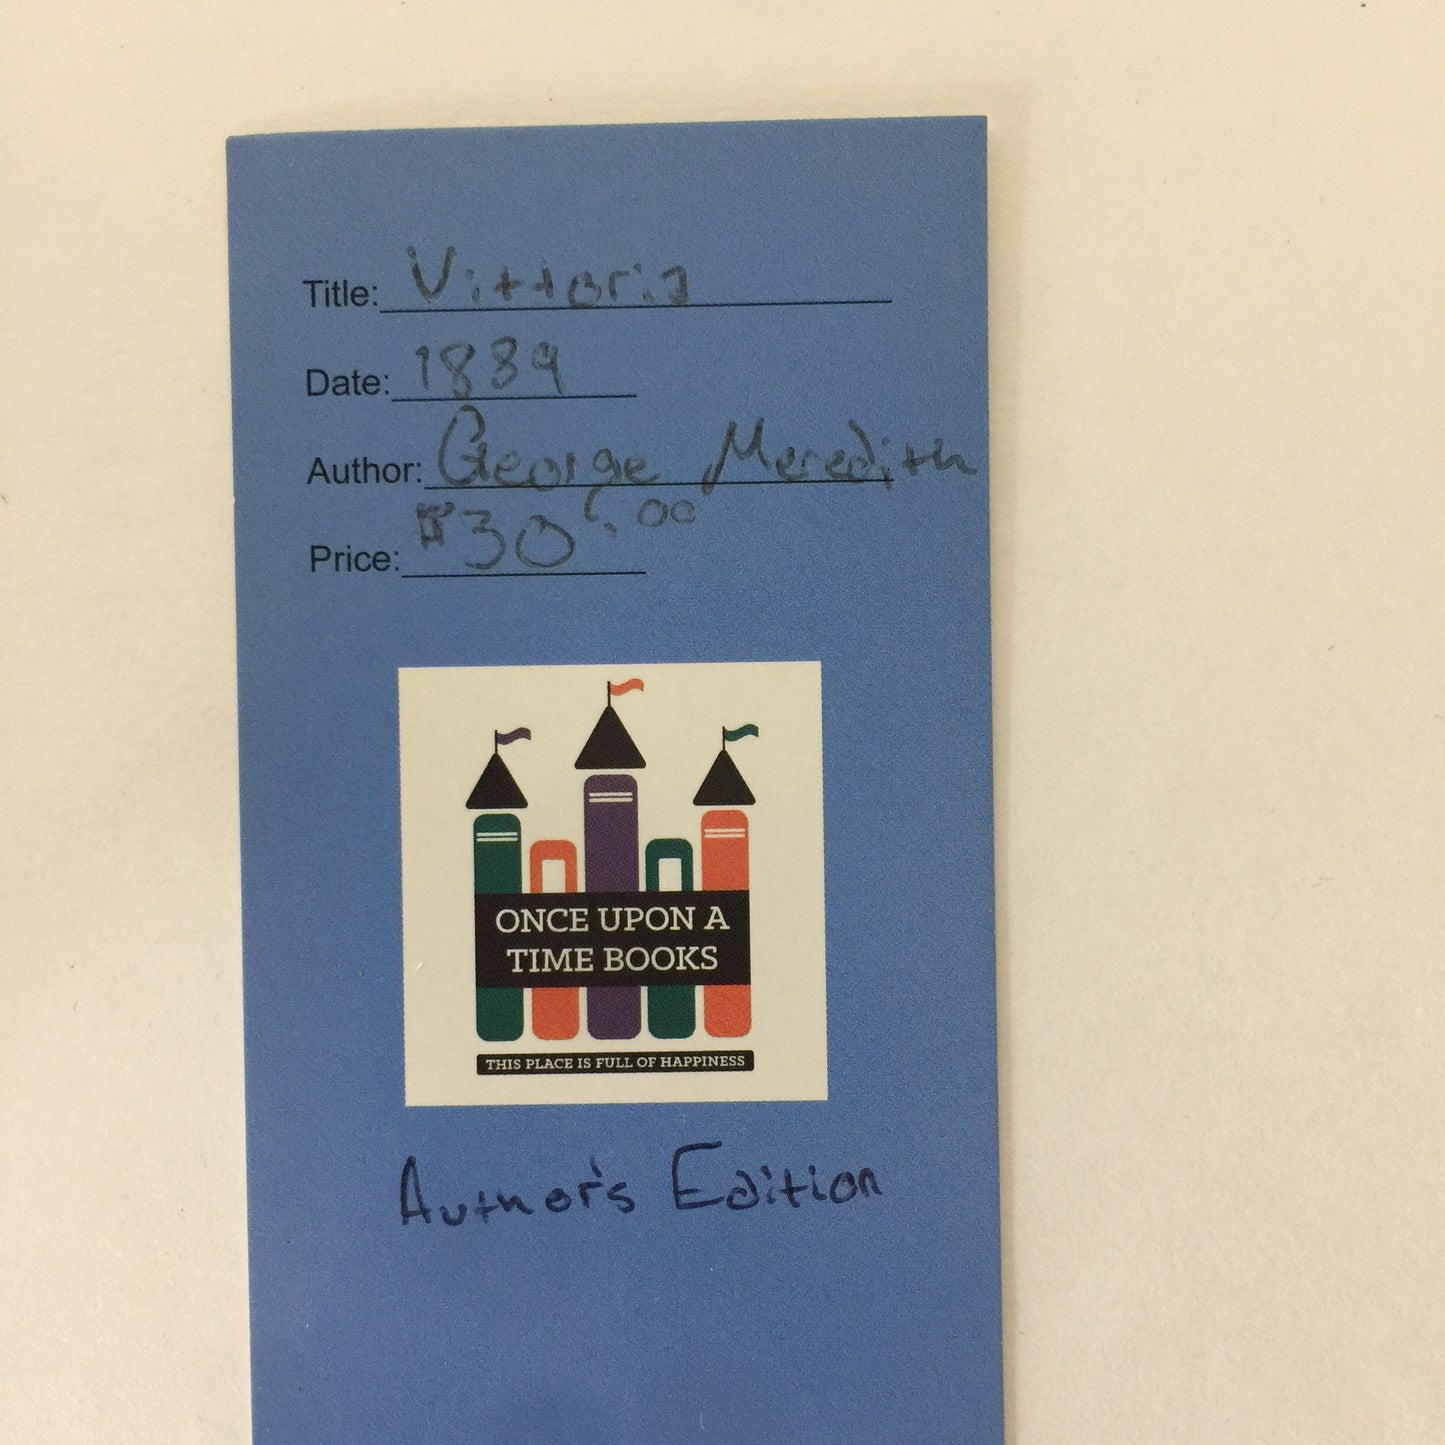 Title: Vittoria
Date: 1889
Author: George Meredith
Price: $30.00
ONCE UPON A
TIME BOOKS
THIS PLACE IS FULL OF HAPPINESS
Author's Edition